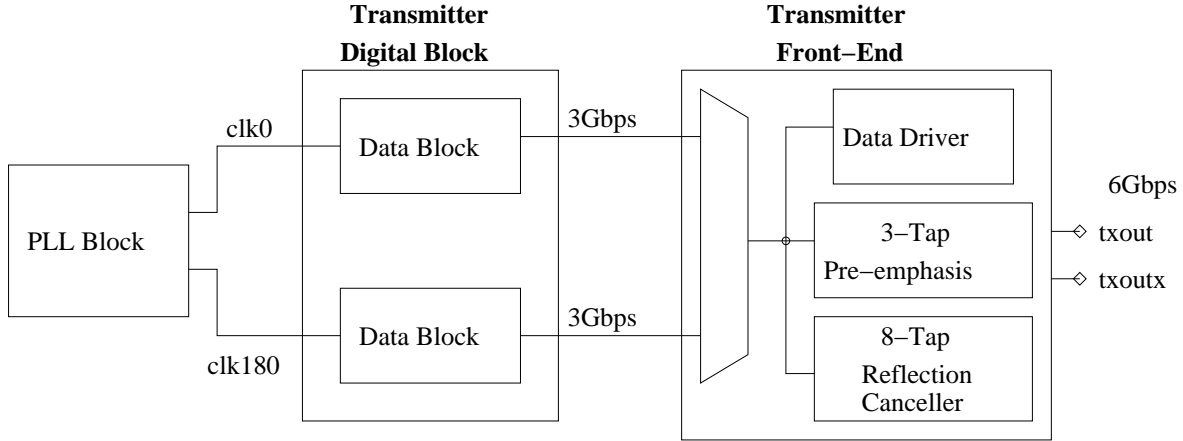 Transmitter
Digital Block
Transmitter
Front−End
clk0
3Gbps
Data Block
Data Driver
PLL Block
6Gbps
3−Tap
Pre−emphasis
txout
txoutx
Data Block
3Gbps
clk180
8−Tap
Reflection
Canceller